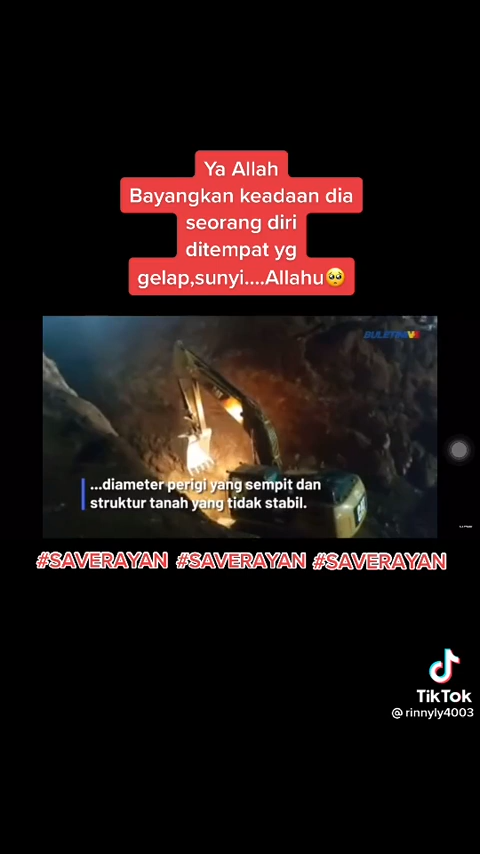 Ya Allah
Bayangkan keadaan dia
seorang diri
ditempat yg
gelap,sunyi....Allahu🥺
BULETIN
...diameter perigi yang sempit dan
struktur tanah yang tidak stabil.
#SAVERAYAN #SAVERAYAN #SAVERAYAN
TikTok
@rinnyly4003